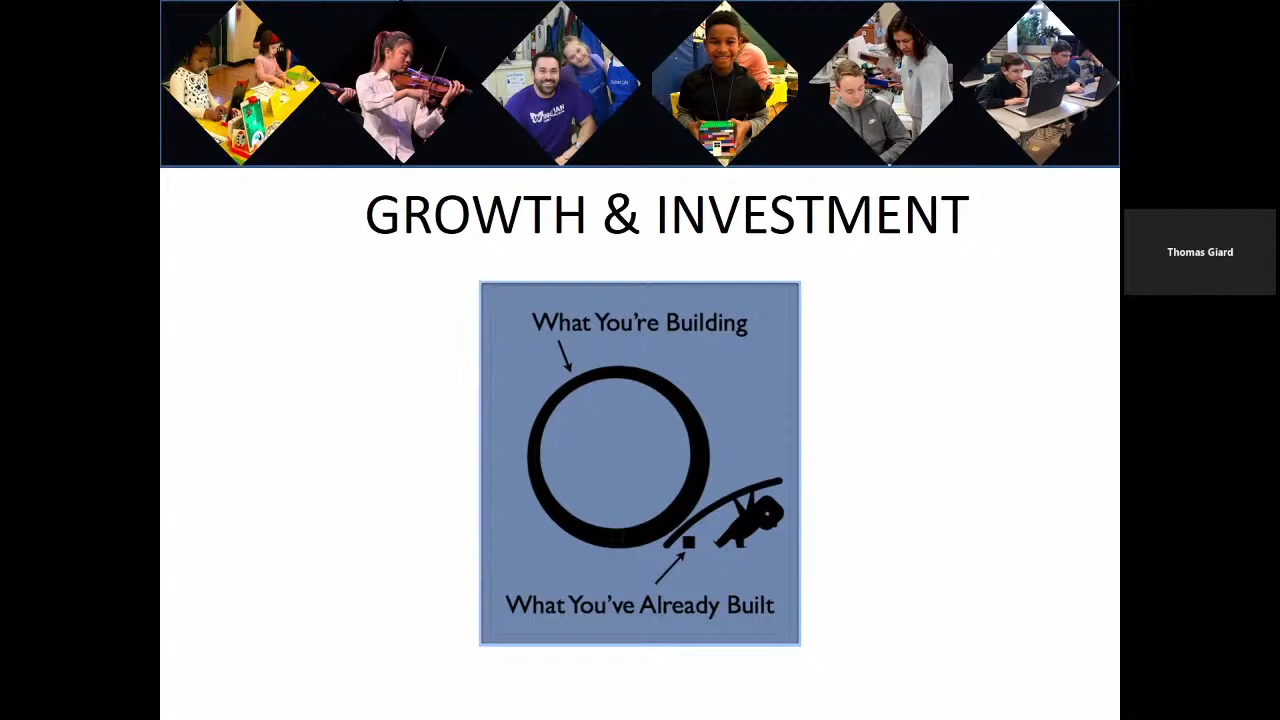 GROWTH & INVESTMENT
What You're Building
What You've Already Built
Thomas Giard